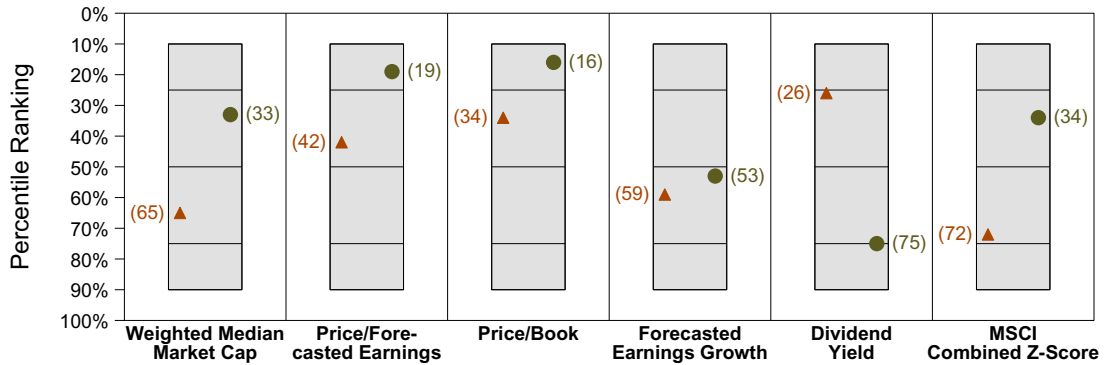 Percentile Ranking
0%
10%
20%
30%
40%
50%
60%
70%
80%
90%
100%
(33)
(65)
(19)
(42)
(16)
(34)
(53)
(59)
(26)
(75)
(34)
(72)
Weighted Median
Market Cap
Price/Fore-
casted Earnings
Price/Book
Forecasted
Earnings Growth
Dividend
Yield
MSCI
Combined Z-Score